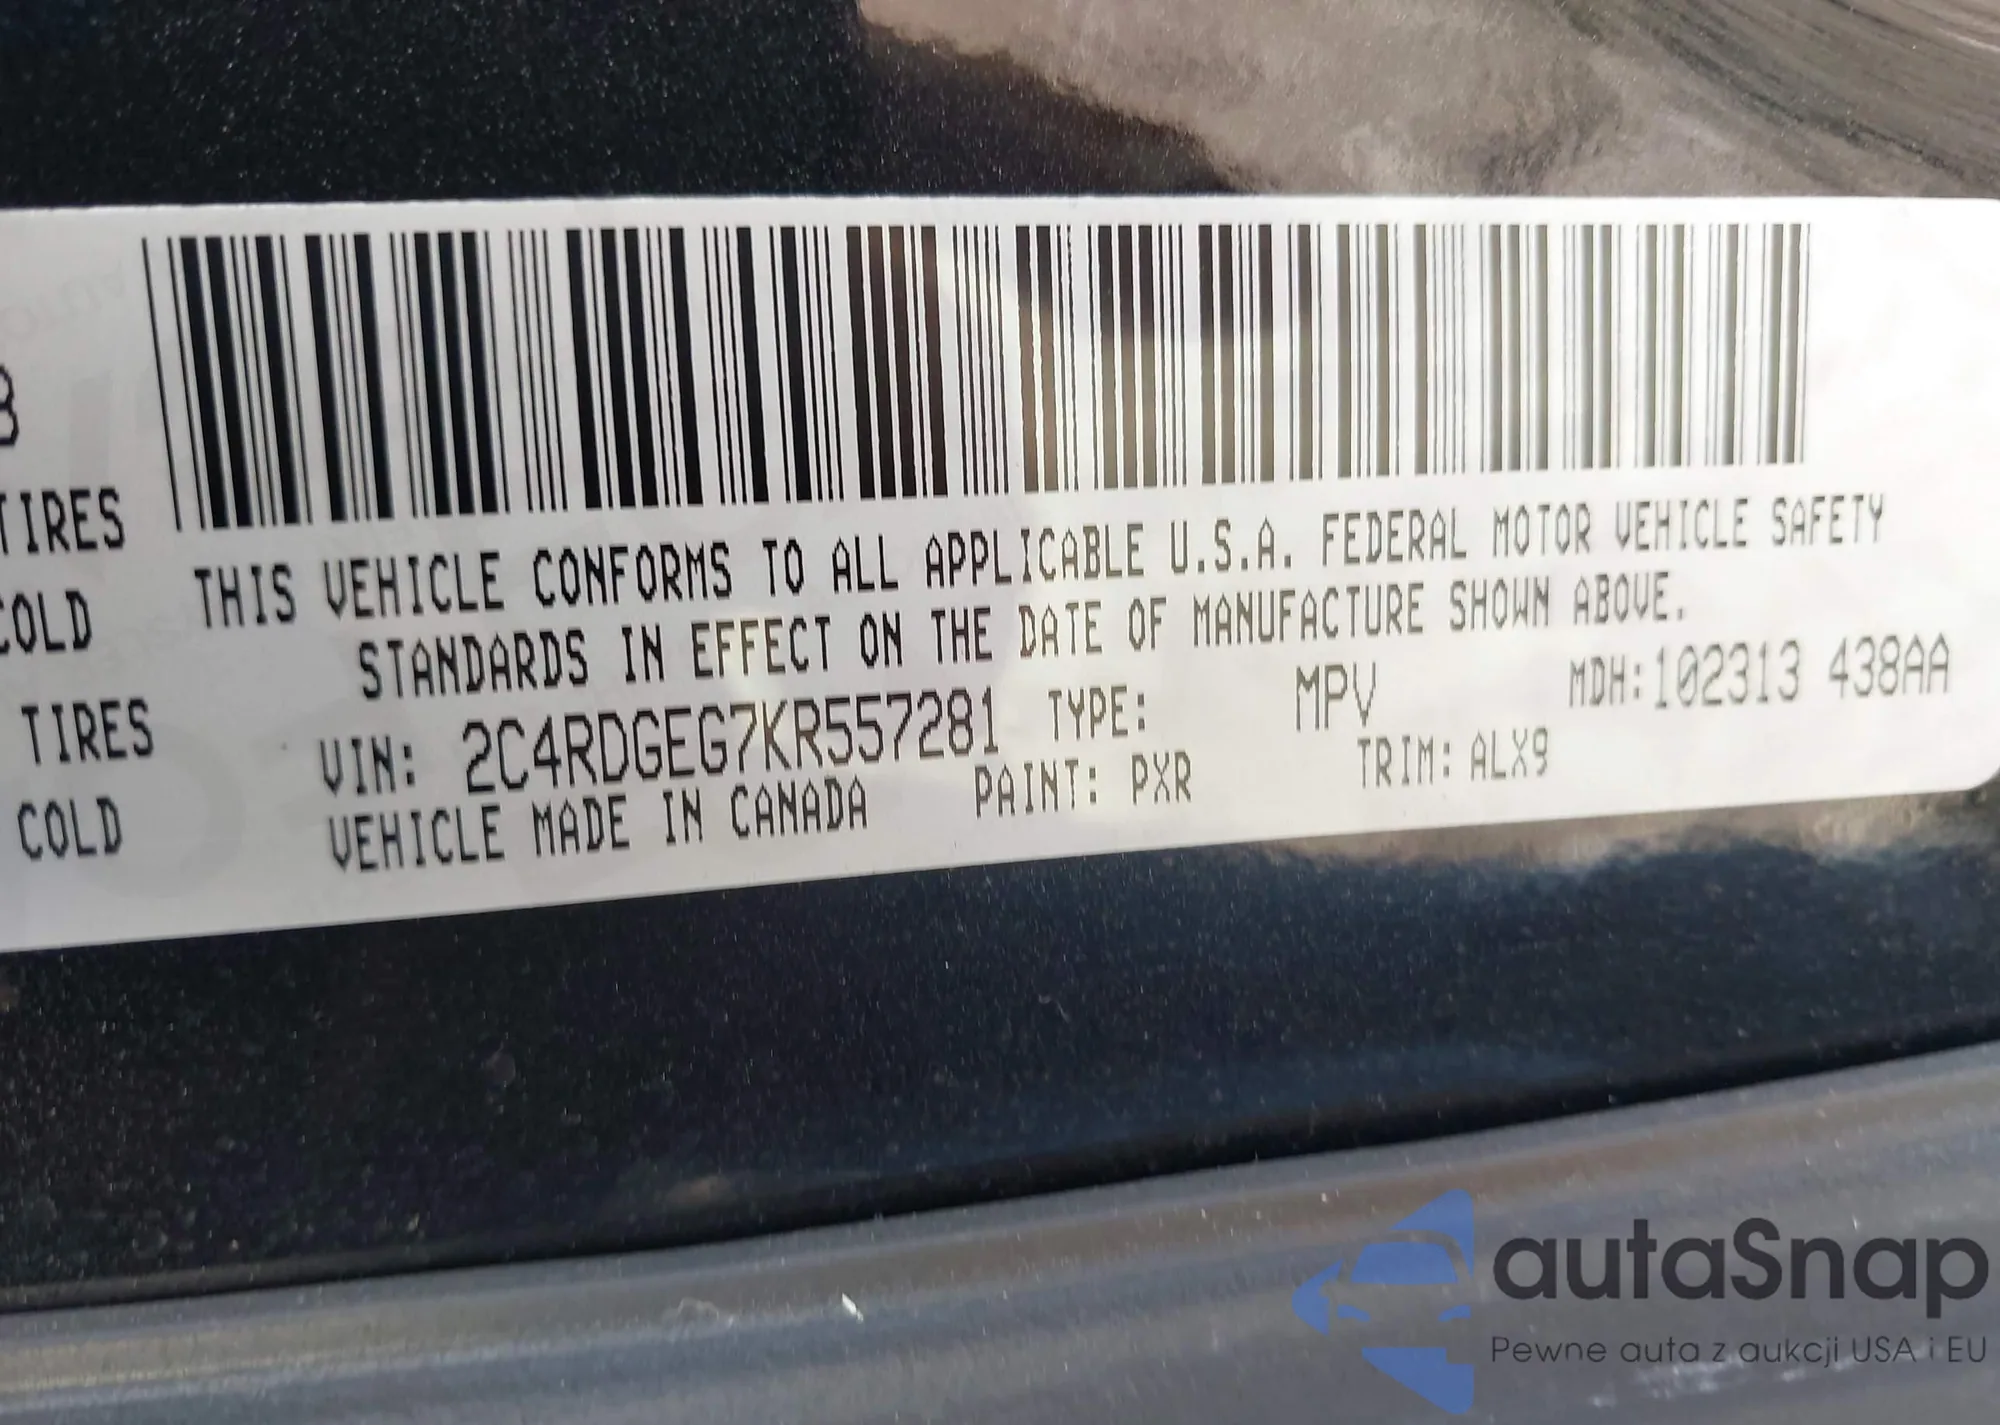 TIRES
COLD
TIRES
COLD
THIS VEHICLE CONFORMS TO ALL APPLICABLE U.S.A. FEDERAL MOTOR VEHICLE SAFETY
STANDARDS IN EFFECT ON THE DATE OF MANUFACTURE SHOWN ABOVE.
VIN: 2C4RDGEG7KR557281 TYPE: MPV MDH:102313 438AA
VEHICLE MADE IN CANADA PAINT: PXR TRIM: ALX9
autaSnap
Pewne auta z aukcji USA i EU